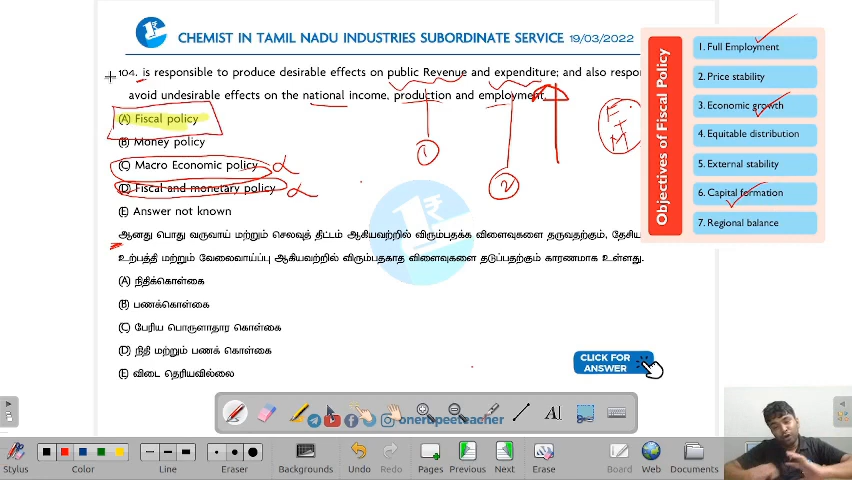 CHEMIST IN TAMIL NADU INDUSTRIES SUBORDINATE SERVICE 19/03/2022
104. is responsible to produce desirable effects on public Revenue and expenditure; and also respon
avoid undesirable effects on the national income, production and employment.
(A) Fiscal policy
(B) Money policy
(C) Macro Economic policy
(D) Fiscal and monetary policy
(E) Answer not known
ஆனது பொது வருவாய் மற்றும் செலவுத் திட்டம் ஆகியவற்றில் விரும்பதக்க விளைவுகளை தருவதற்கும், தேசிய
உற்பத்தி மற்றும் வேலைவாய்ப்பு ஆகியவற்றில் விரும்பதகாத விளைவுகளை தடுப்பதற்கும் காரணமாக உள்ளது.
(A) நிதிக்கொள்கை
(B) பணக்கொள்கை
(C) பேரிய பொருளாதார கொள்கை
(D) நிதி மற்றும் பணக் கொள்கை
(E) விடை தெரியவில்லை
1
2
F
+
M
Objectives of Fiscal Policy
1. Full Employment
2. Price stability
3. Economic growth
4. Equitable distribution
5. External stability
6. Capital formation
7. Regional balance
CLICK FOR
ANSWER
onerupeeteacher
Stylus
Color
Line
Eraser
Backgrounds
Undo
Redo
Pages
Previous
Next
Erase
Board
Web
Documents